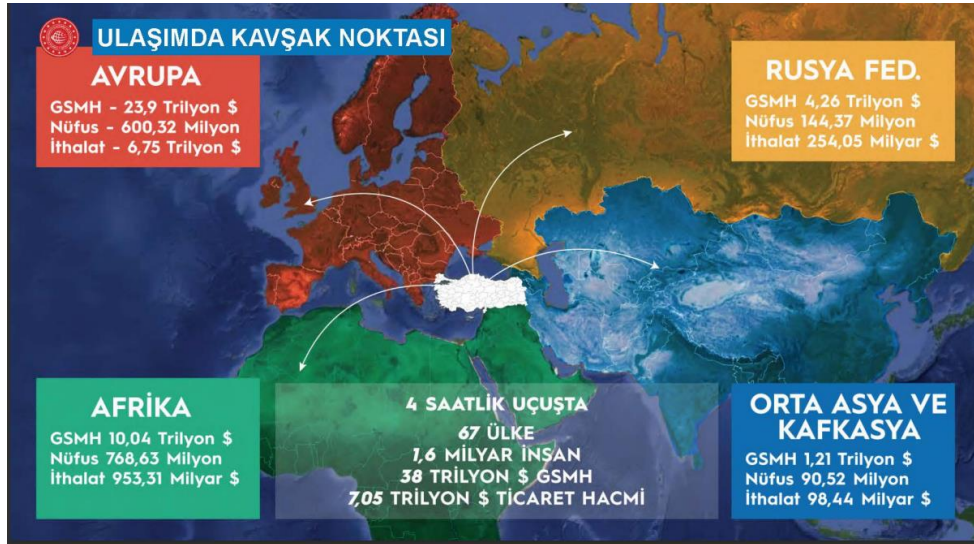 ULAŞIMDA KAVŞAK NOKTASI
AVRUPA
GSMH - 23,9 Trilyon $
Nüfus - 600,32 Milyon
İthalat - 6,75 Trilyon $
RUSYA FED.
GSMH 4,26 Trilyon $
Nüfus 144,37 Milyon
İthalat 254,05 Milyar $
AFRİKA
GSMH 10,04 Trilyon $
Nüfus 768,63 Milyon
İthalat 953,31 Milyar $
4 SAATLİK UÇUŞTA
67 ÜLKE
1,6 MİLYAR İNSAN
38 TRİLYON $ GSMH
7,05 TRİLYON $ TİCARET HACMİ
ORTA ASYA VE
KAFKASYA
GSMH 1,21 Trilyon $
Nüfus 90,52 Milyon
İthalat 98,44 Milyar $